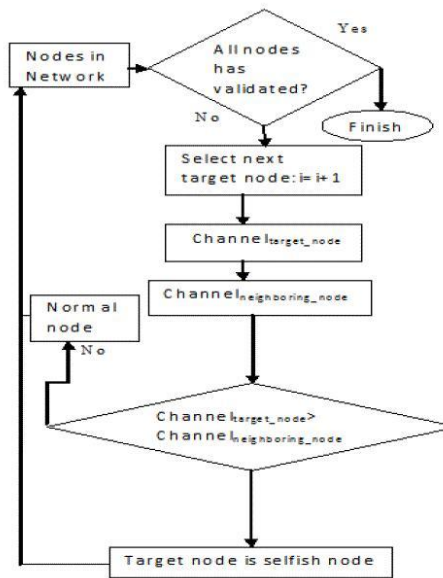 Nodes in
Network
All nodes
has
validated?
Yes
No
Finish
Select next
target node: i= i+ 1
Channeltarget_node
Channelneighboring_node
Normal
node
No
Channeltarget_node>
Channelneighboring_node
Target node is selfish node